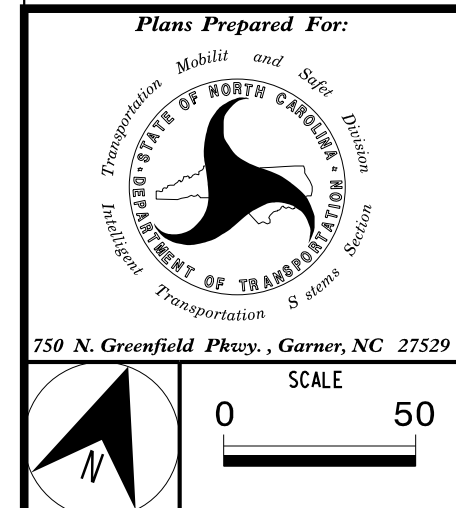 Plans Prepared For:
Transportation Mobilit and Safet Division
STATE OF NORTH CAROLINA
DEPARTMENT OF TRANSPORTATION
Intelligent Transportation S stems Section
750 N. Greenfield Pkwy. , Garner, NC 27529
N
SCALE
0 50